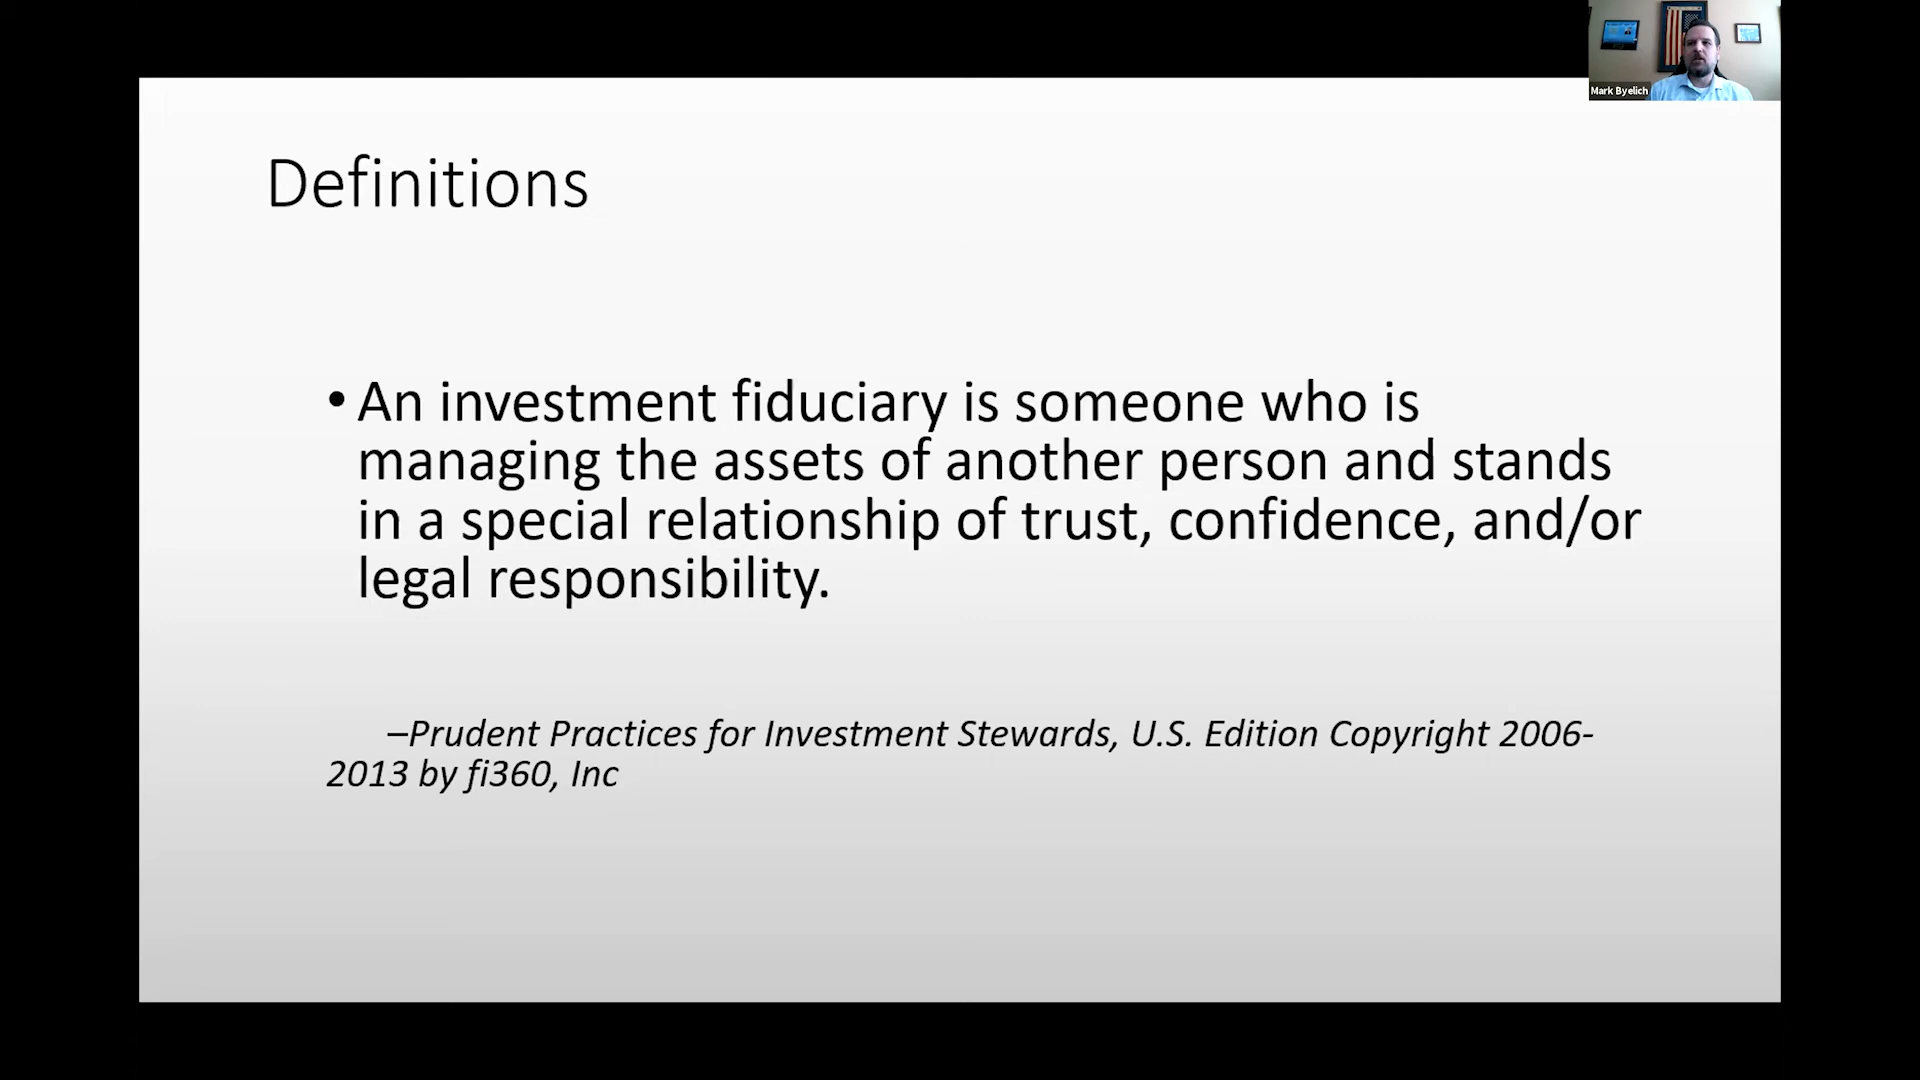 Mark Byelich
Definitions
• An investment fiduciary is someone who is
managing the assets of another person and stands
in a special relationship of trust, confidence, and/or
legal responsibility.
–Prudent Practices for Investment Stewards, U.S. Edition Copyright 2006-
2013 by fi360, Inc